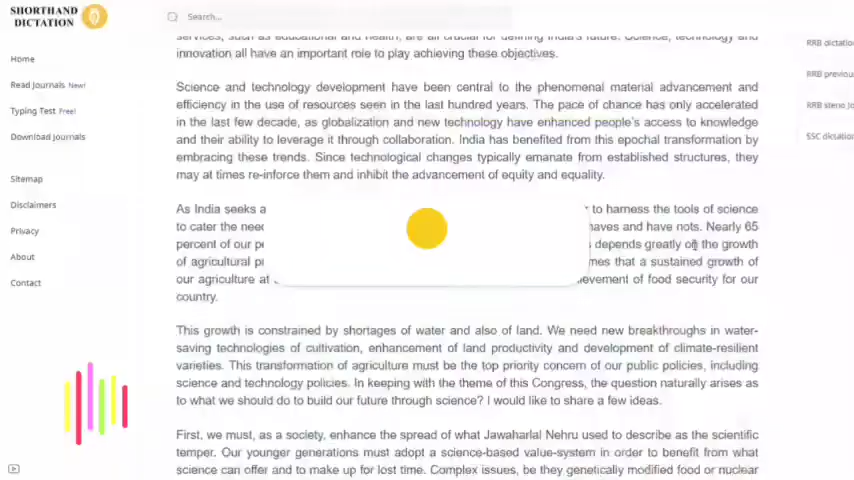 SHORTHAND
DICTATION
Search...
Home
Read Journals New!
Typing Test Free!
Download Journals
Sitemap
Disclaimers
Privacy
About
Contact
services, such as educational and health, are all crucial for defining India's future. Science, technology and
innovation all have an important role to play achieving these objectives.
Science and technology development have been central to the phenomenal material advancement and
efficiency in the use of resources seen in the last hundred years. The pace of chance has only accelerated
in the last few decade, as globalization and new technology have enhanced people's access to knowledge
and their ability to leverage it through collaboration. India has benefited from this epochal transformation by
embracing these trends. Since technological changes typically emanate from established structures, they
may at times re-inforce them and inhibit the advancement of equity and equality.
As India seeks a to harness the tools of science
to cater the need haves and have nots. Nearly 65
percent of our depends greatly on the growth
of agricultural that a sustained growth of
our agriculture at of food security for our
country.
This growth is constrained by shortages of water and also of land. We need new breakthroughs in water-
saving technologies of cultivation, enhancement of land productivity and development of climate-resilient
varieties. This transformation of agriculture must be the top priority concern of our public policies, including
science and technology policies. In keeping with the theme of this Congress, the question naturally arises as
to what we should do to build our future through science? I would like to share a few ideas.
First, we must, as a society, enhance the spread of what Jawaharlal Nehru used to describe as the scientific
temper. Our younger generations must adopt a science-based value-system in order to benefit from what
science can offer and to make up for lost time. Complex issues, be they genetically modified food or nuclear
RRB dictatio
RRB previou
RRB steno
SSC dictatio